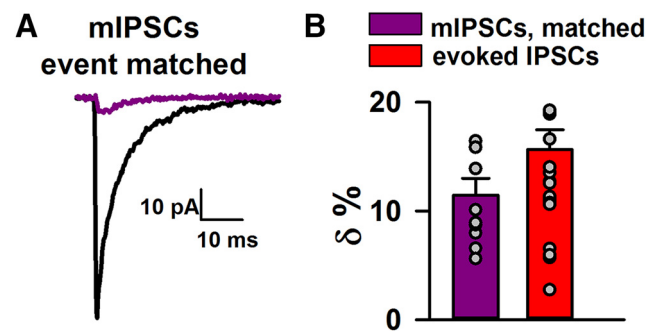 A
mIPSCs
event matched
10 pA
10 ms
B
mIPSCs, matched
evoked IPSCs
δ %
20
10
0